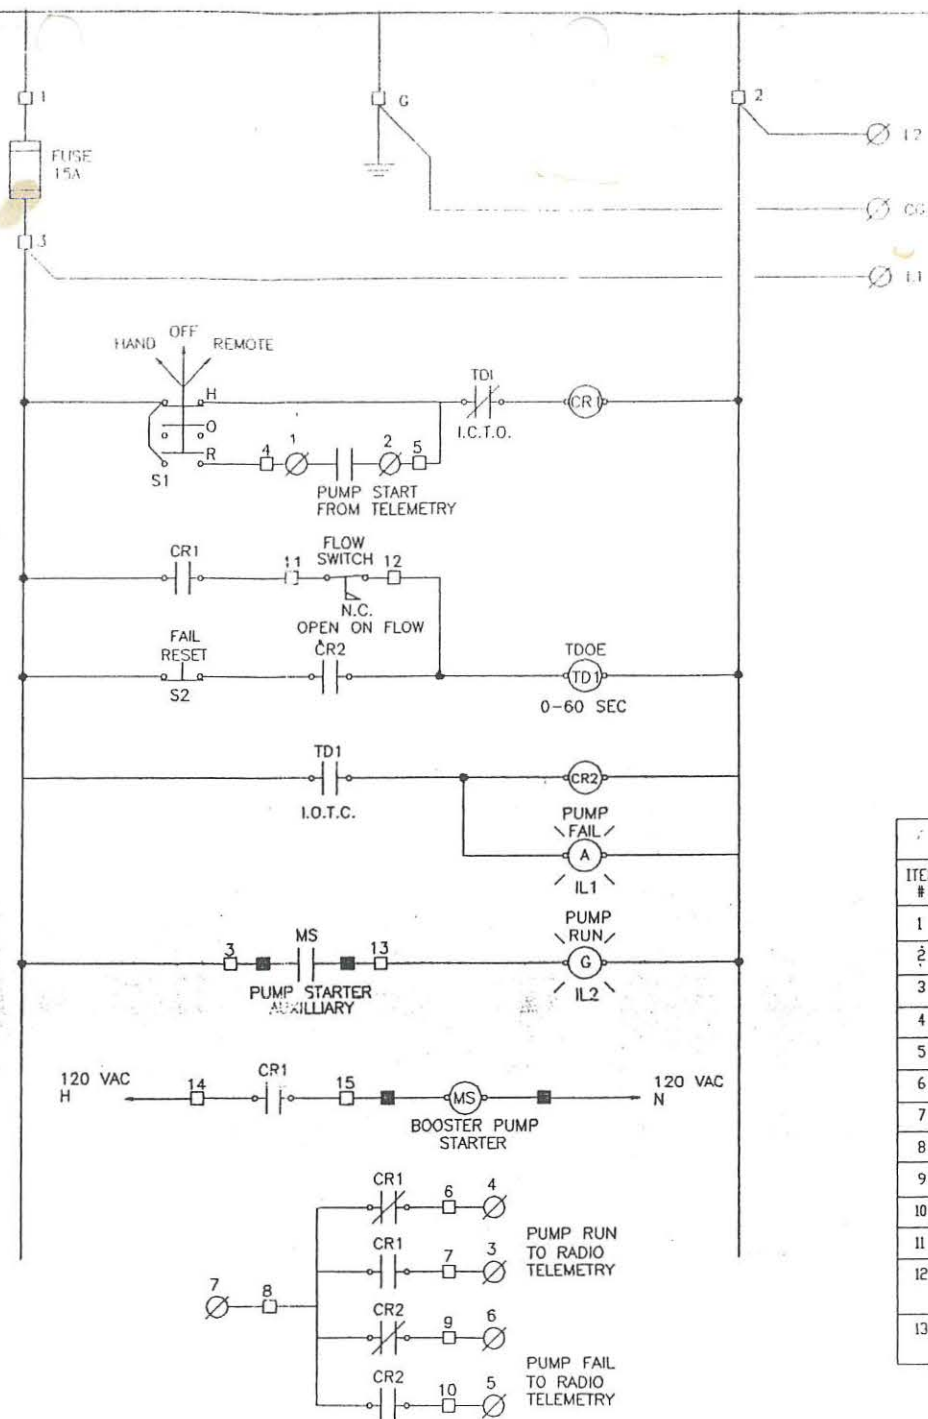 1
G
2
L2
FUSE
15A
CG
3
L1
HAND OFF REMOTE
H
O
R
S1
TD1
I.C.T.O.
CR1
4 1 2 5
PUMP START
FROM TELEMETRY
CR1
11
FLOW
SWITCH
12
N.C.
OPEN ON FLOW
FAIL
RESET
S2
CR2
TDOE
TD1
0-60 SEC
TD1
I.O.T.C.
CR2
PUMP
FAIL
A
IL1
3 MS 13
PUMP STARTER
AUXILLIARY
PUMP
RUN
G
IL2
120 VAC
H
14 CR1 15
MS
BOOSTER PUMP
STARTER
120 VAC
N
CR1 6 4
CR1 7 3
PUMP RUN
TO RADIO
TELEMETRY
7 8
CR2 9 6
CR2 10 5
PUMP FAIL
TO RADIO
TELEMETRY
#
1
2
3
4
5
6
7
8
9
10
11
12
13